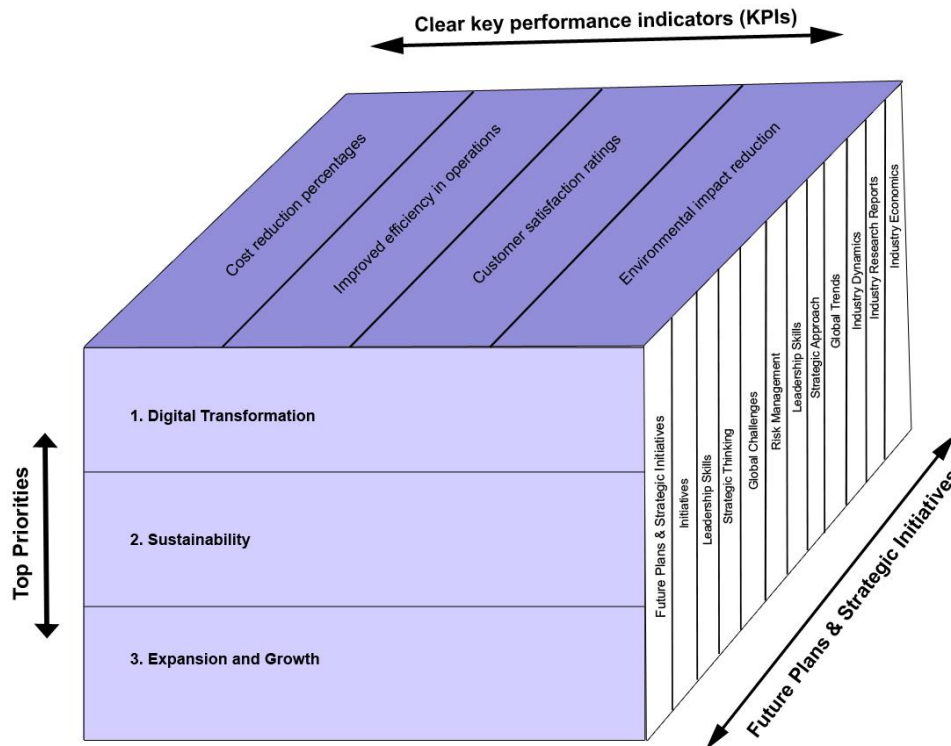 Clear key performance indicators (KPIs)
Cost reduction percentages
Improved efficiency in operations
Customer satisfaction ratings
Environmental impact reduction
Top Priorities
1. Digital Transformation
2. Sustainability
3. Expansion and Growth
Future Plans & Strategic Initiatives
Initiatives
Leadership Skills
Strategic Thinking
Global Challenges
Risk Management
Leadership Skills
Strategic Approach
Global Trends
Industry Dynamics
Industry Research Reports
Industry Economics
Future Plans & Strategic Initiatives